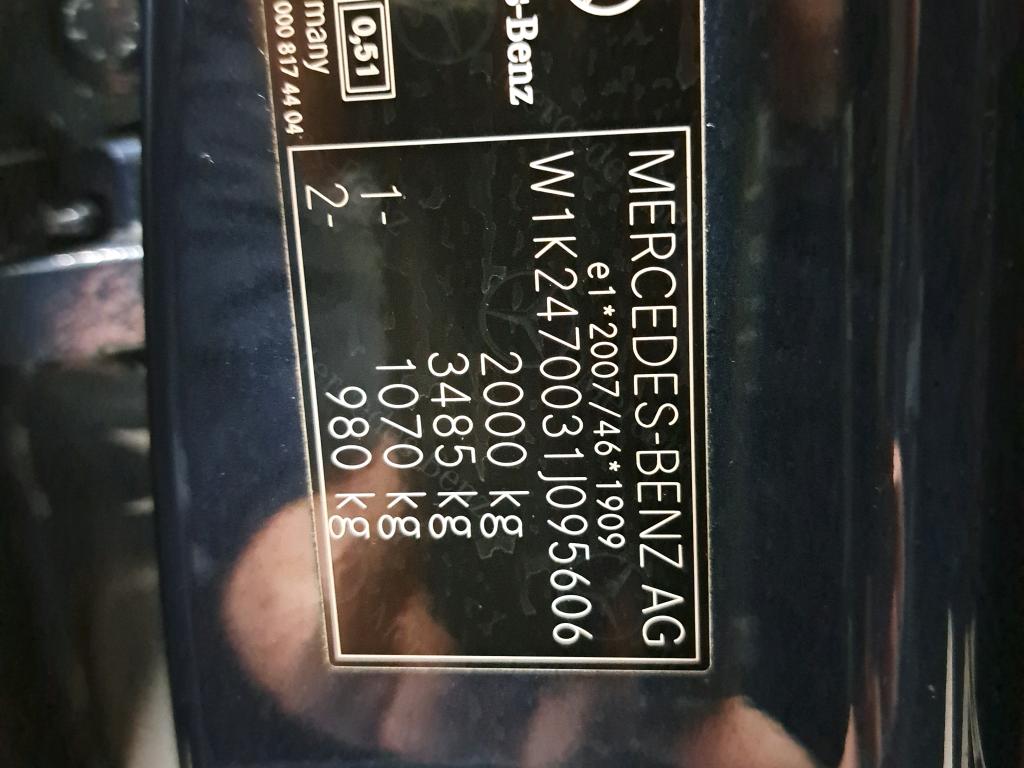 s-Benz
0,51
many
000 817 44 04
MERCEDES-BENZ AG
e1*2007/46*1909
W1K2470031J095606
2000 kg
3485 kg
1- 1070 kg
2- 980 kg